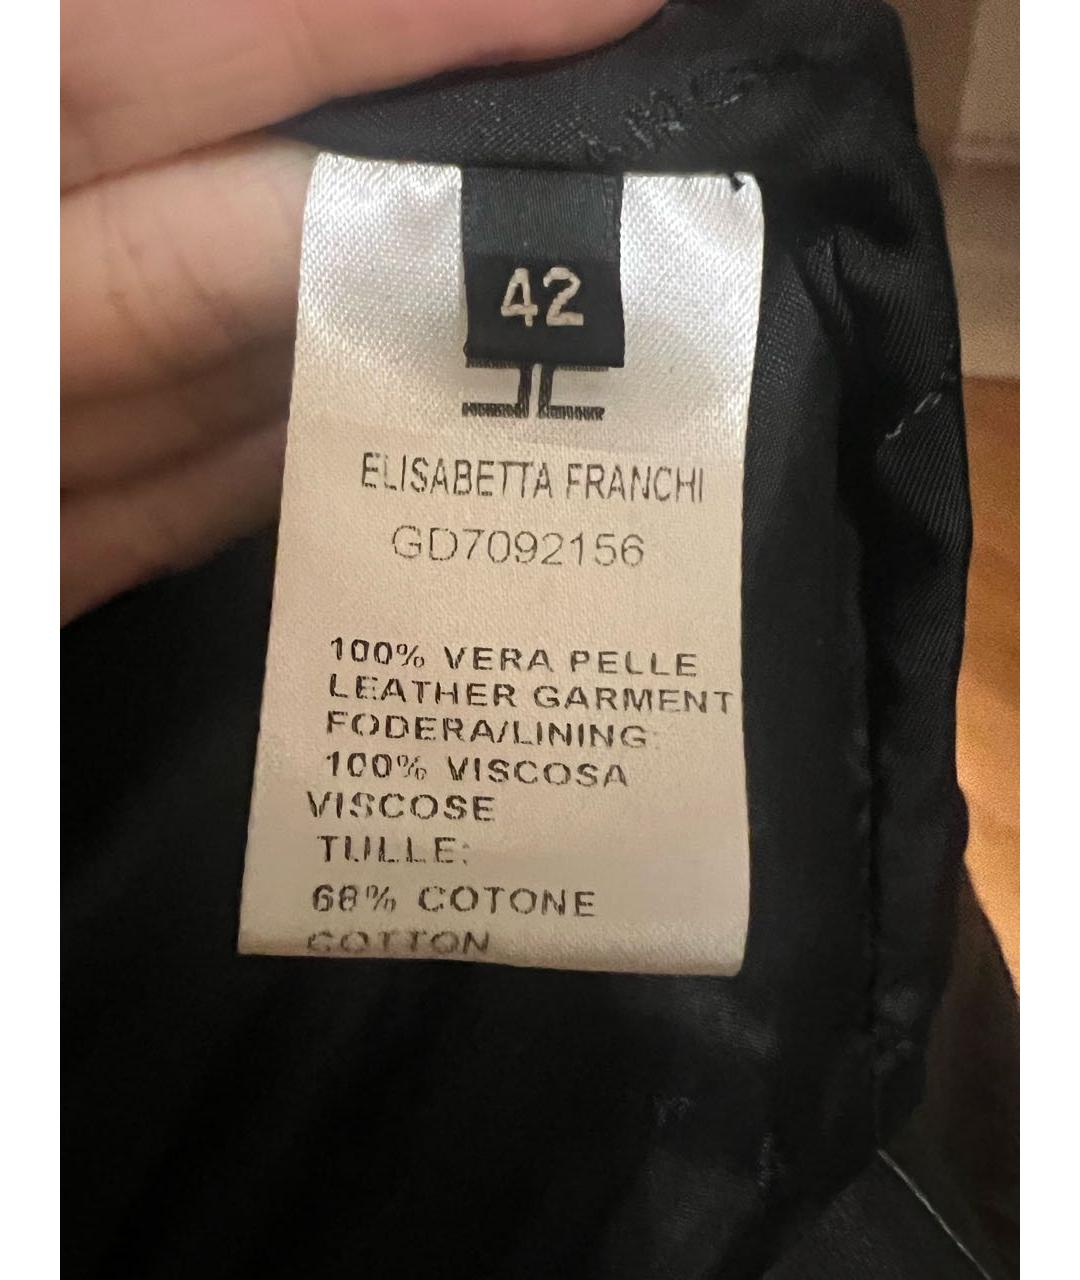 42
ELISABETTA FRANCHI
GD7092156
100% VERA PELLE
LEATHER GARMENT
FODERA/LINING:
100% VISCOSA
VISCOSE
TULLE:
68% COTONE
COTTON